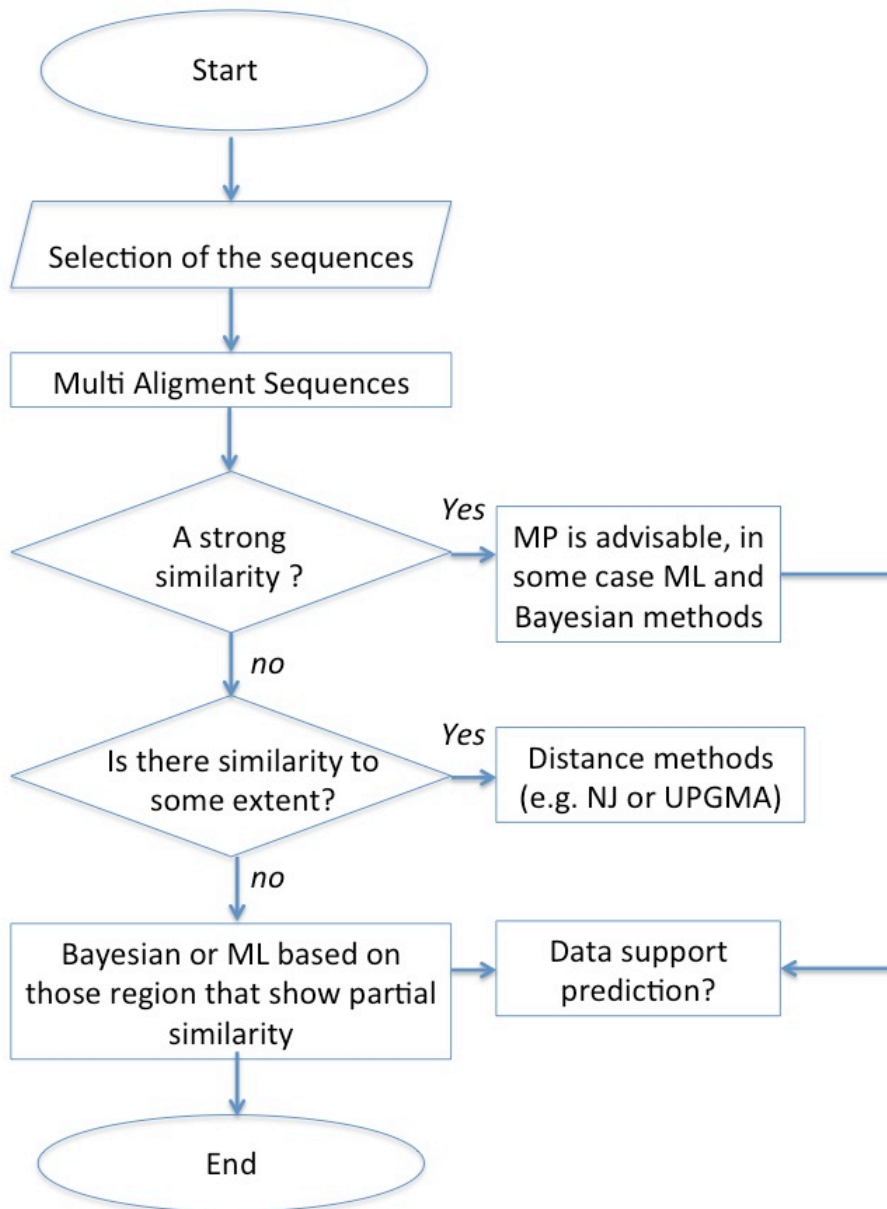 Start
Selection of the sequences
Multi Aligment Sequences
A strong
similarity ?
Yes
MP is advisable, in
some case ML and
Bayesian methods
no
Is there similarity to
some extent?
Yes
Distance methods
(e.g. NJ or UPGMA)
no
Bayesian or ML based on
those region that show partial
similarity
Data support
prediction?
End